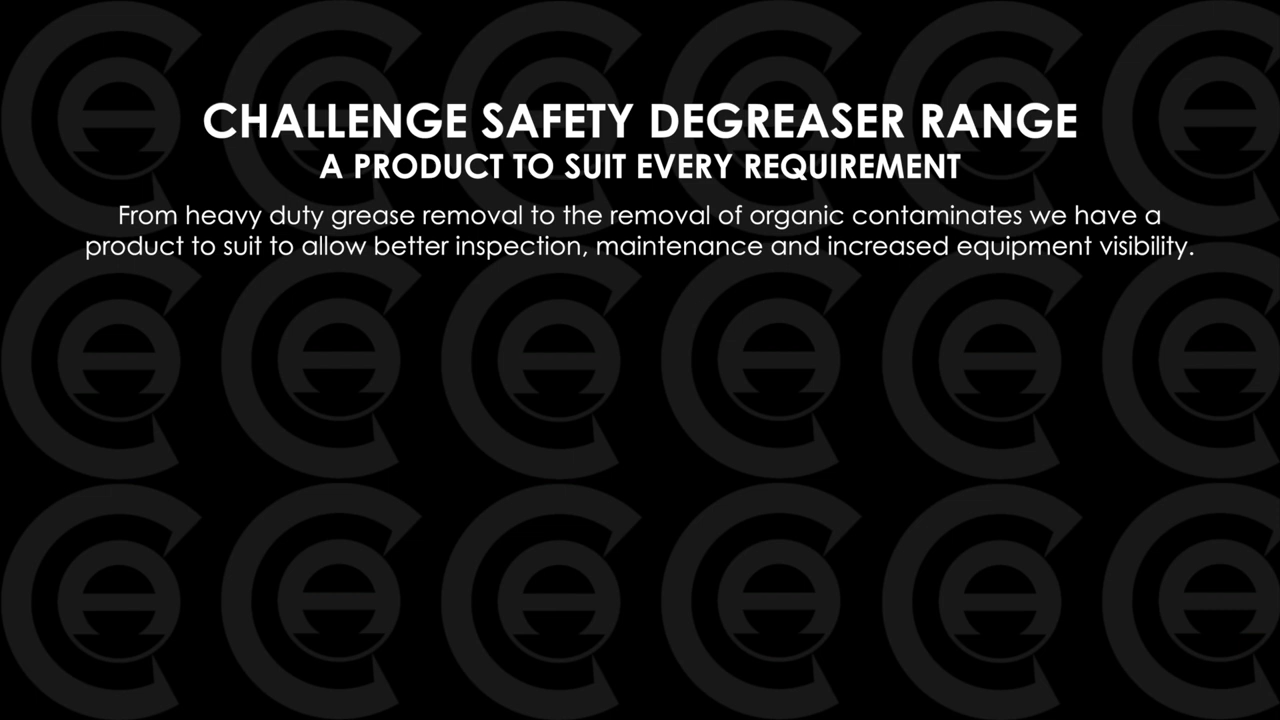 CHALLENGE SAFETY DEGREASER RANGE
A PRODUCT TO SUIT EVERY REQUIREMENT
From heavy duty grease removal to the removal of organic contaminates we have a
product to suit to allow better inspection, maintenance and increased equipment visibility.